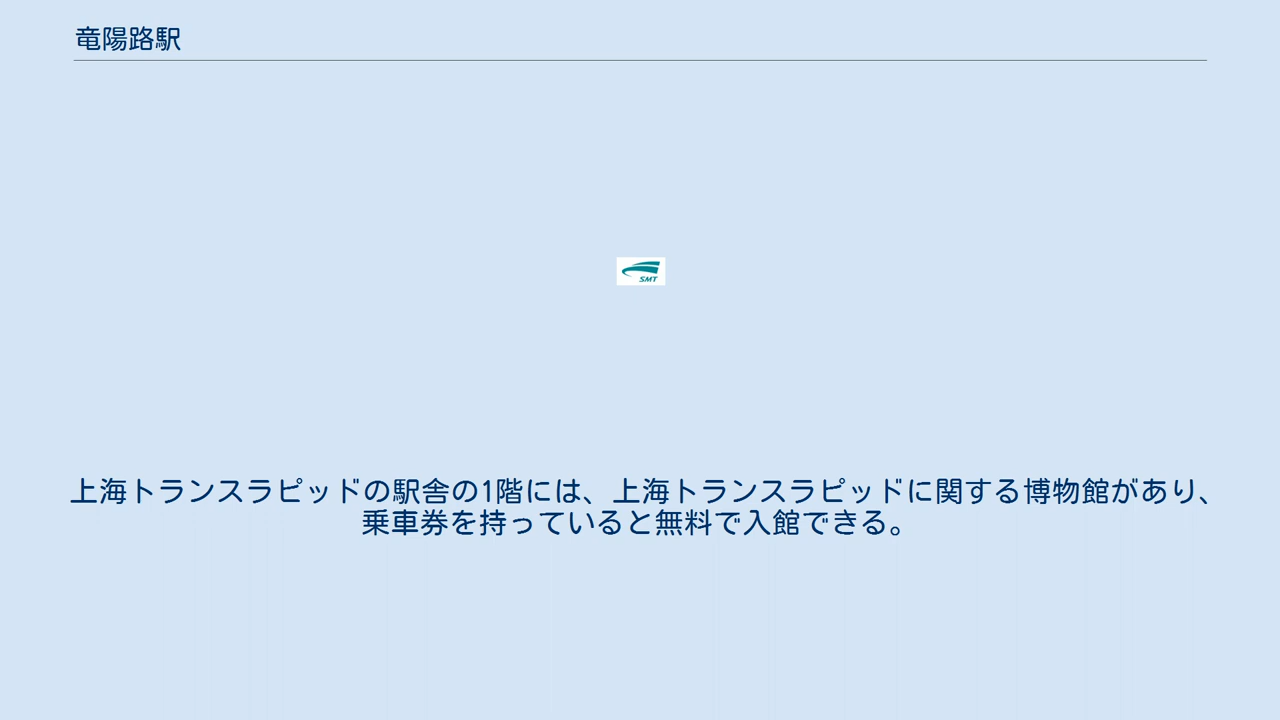 竜陽路駅
SMT
上海トランスラピッドの駅舎の1階には、上海トランスラピッドに関する博物館があり、
乗車券を持っていると無料で入館できる。